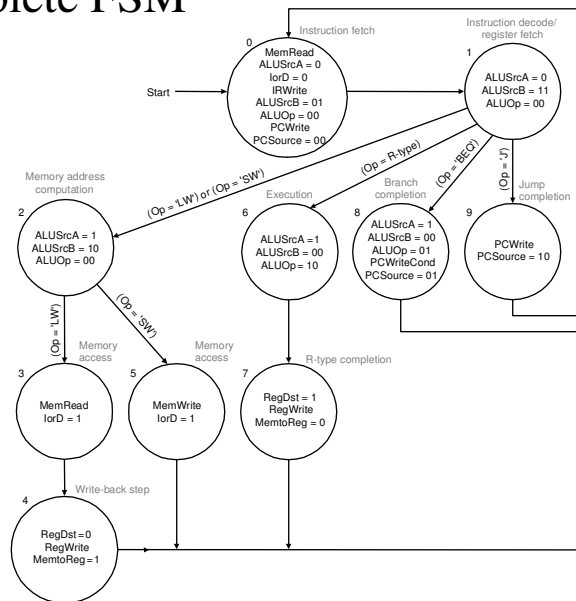 plete FSM
Instruction fetch
0
MemRead
ALUSrcA = 0
IorD = 0
IRWrite
ALUSrcB = 01
ALUOp = 00
PCWrite
PCSource = 00
Start
Instruction decode/
register fetch
1
ALUSrcA = 0
ALUSrcB = 11
ALUOp = 00
(Op = 'LW') or (Op = 'SW')
(Op = R-type)
(Op = 'BEQ')
(Op = 'J')
Memory address
computation
2
ALUSrcA = 1
ALUSrcB = 10
ALUOp = 00
Execution
6
ALUSrcA =1
ALUSrcB = 00
ALUOp = 10
Branch
completion
8
ALUSrcA = 1
ALUSrcB = 00
ALUOp = 01
PCWriteCond
PCSource = 01
Jump
completion
9
PCWrite
PCSource = 10
(Op = 'LW')
(Op = 'SW')
Memory
access
3
MemRead
IorD = 1
Memory
access
5
MemWrite
IorD = 1
R-type completion
7
RegDst = 1
RegWrite
MemtoReg = 0
Write-back step
4
RegDst=0
RegWrite
MemtoReg=1